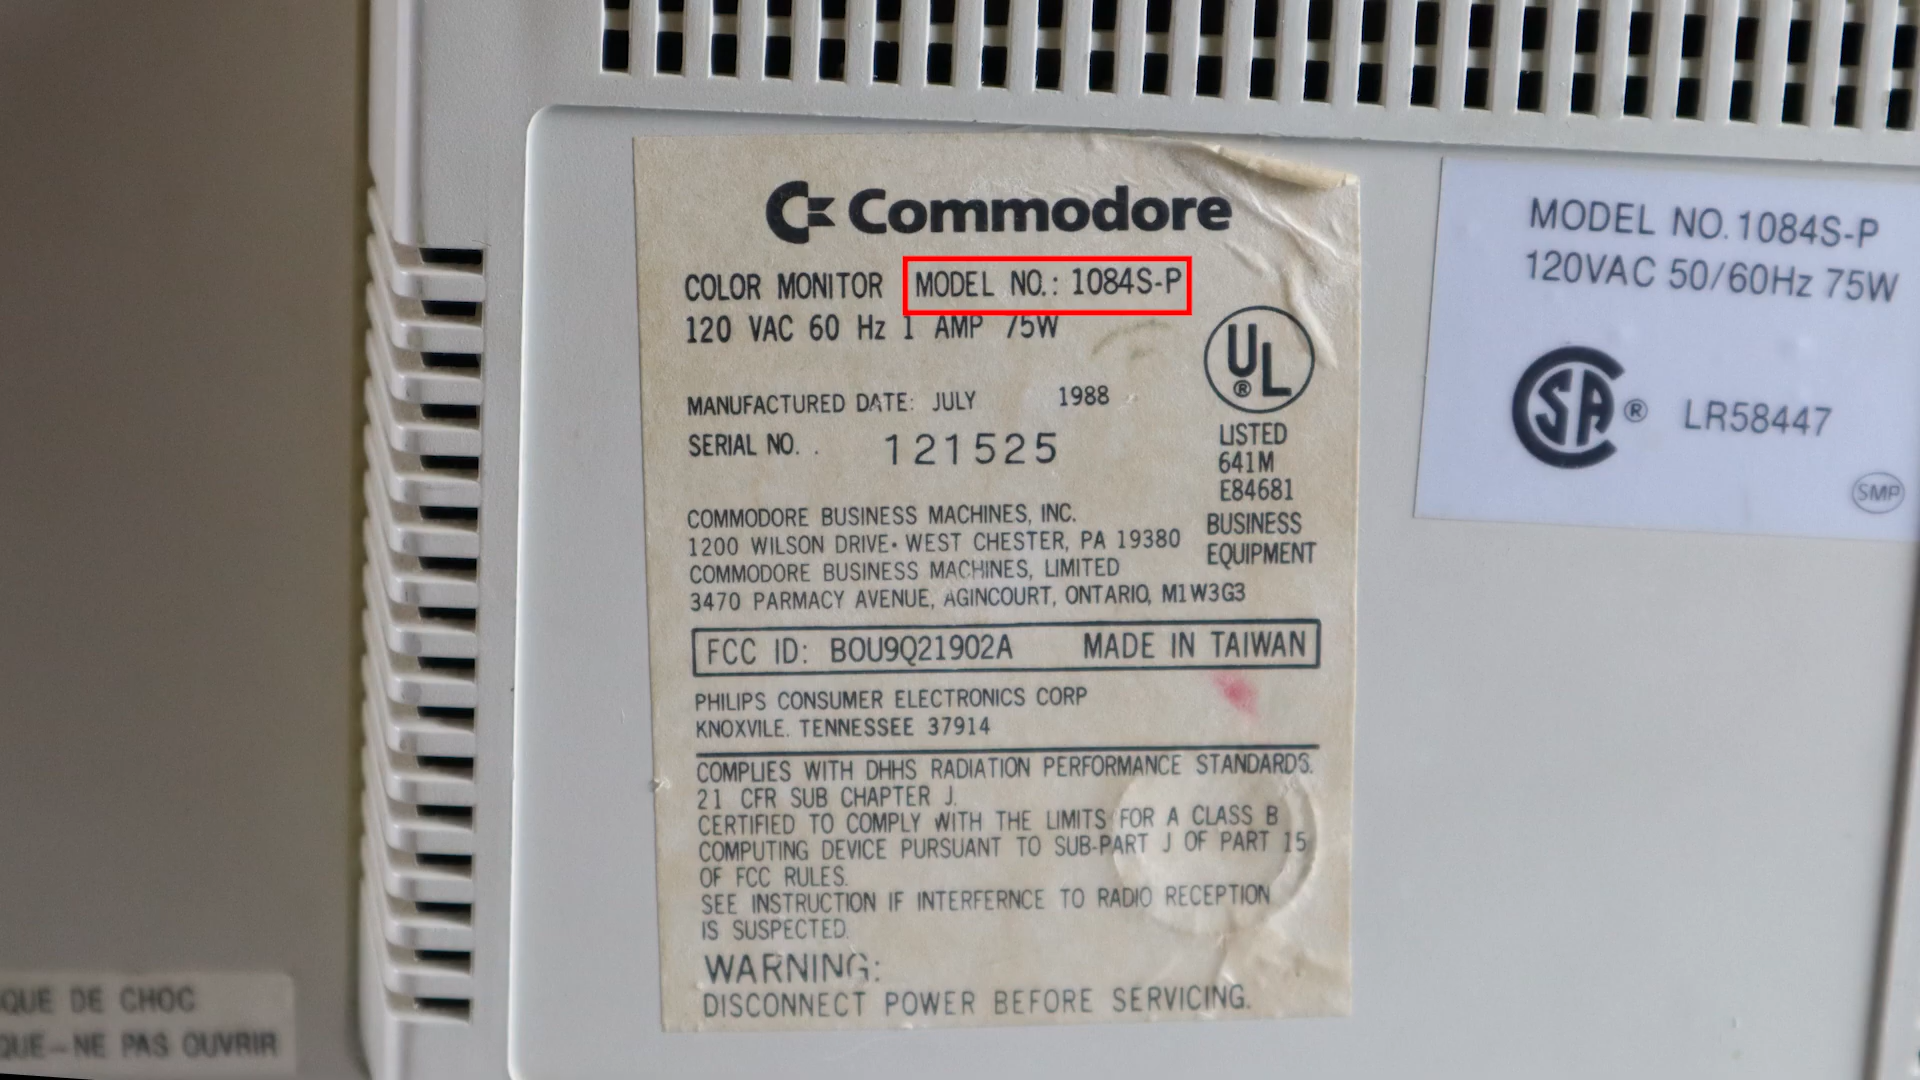 Commodore
COLOR MONITOR MODEL NO.: 1084S-P
120 VAC 60 Hz 1 AMP 75W
UL
®
MANUFACTURED DATE: JULY 1988
SERIAL NO. . 121525
LISTED
641M
E84681
BUSINESS
EQUIPMENT
COMMODORE BUSINESS MACHINES, INC.
1200 WILSON DRIVE• WEST CHESTER, PA 19380
COMMODORE BUSINESS MACHINES, LIMITED
3470 PARMACY AVENUE, AGINCOURT, ONTARIO, M1W3G3
FCC ID: BOU9Q21902A MADE IN TAIWAN
PHILIPS CONSUMER ELECTRONICS CORP
KNOXVILE. TENNESSEE 37914
COMPLIES WITH DHHS RADIATION PERFORMANCE STANDARDS.
21 CFR SUB CHAPTER J.
CERTIFIED TO COMPLY WITH THE LIMITS FOR A CLASS B
COMPUTING DEVICE PURSUANT TO SUB-PART J OF PART 15
OF FCC RULES.
SEE INSTRUCTION IF INTERFERNCE TO RADIO RECEPTION
IS SUSPECTED.
WARNING:
DISCONNECT POWER BEFORE SERVICING.
MODEL NO. 1084S-P
120VAC 50/60Hz 75W
CSA ® LR58447
SMP
QUE DE CHOC
QUE-NE PAS OUVRIR